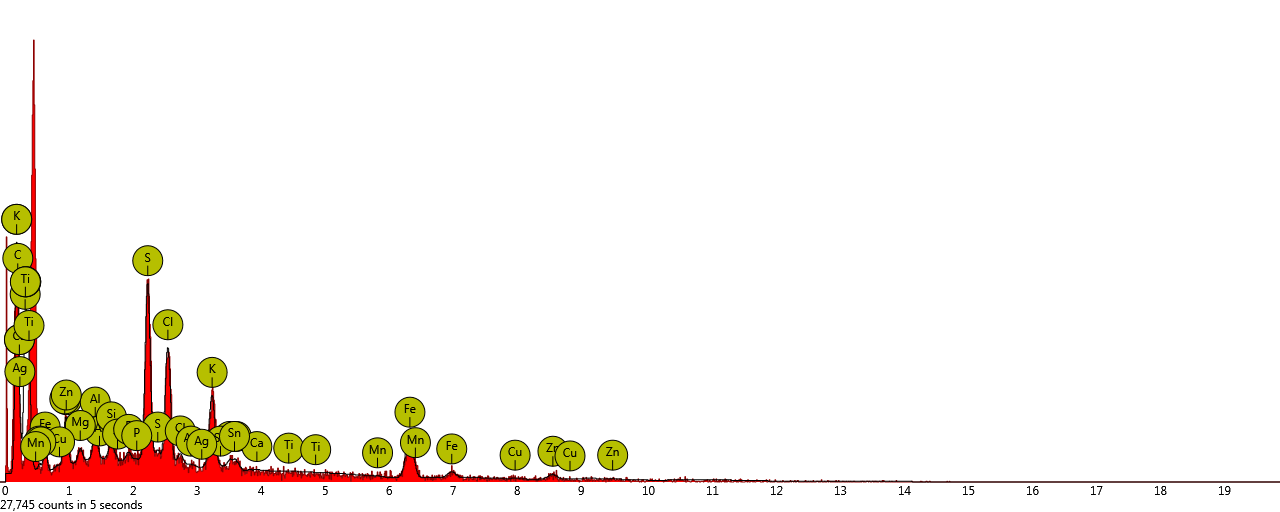 K
C
Ti
Ti
Ag
Fe
Mn
Cu
Zn
Mg
Al
Si
P
S
S
Cl
Cl
Ag
K
Sn
Ca
Ti
Ti
Mn
Fe
Mn
Fe
Cu
Zn
Cu
Zn
0 1 2 3 4 5 6 7 8 9 10 11 12 13 14 15 16 17 18 19
27,745 counts in 5 seconds